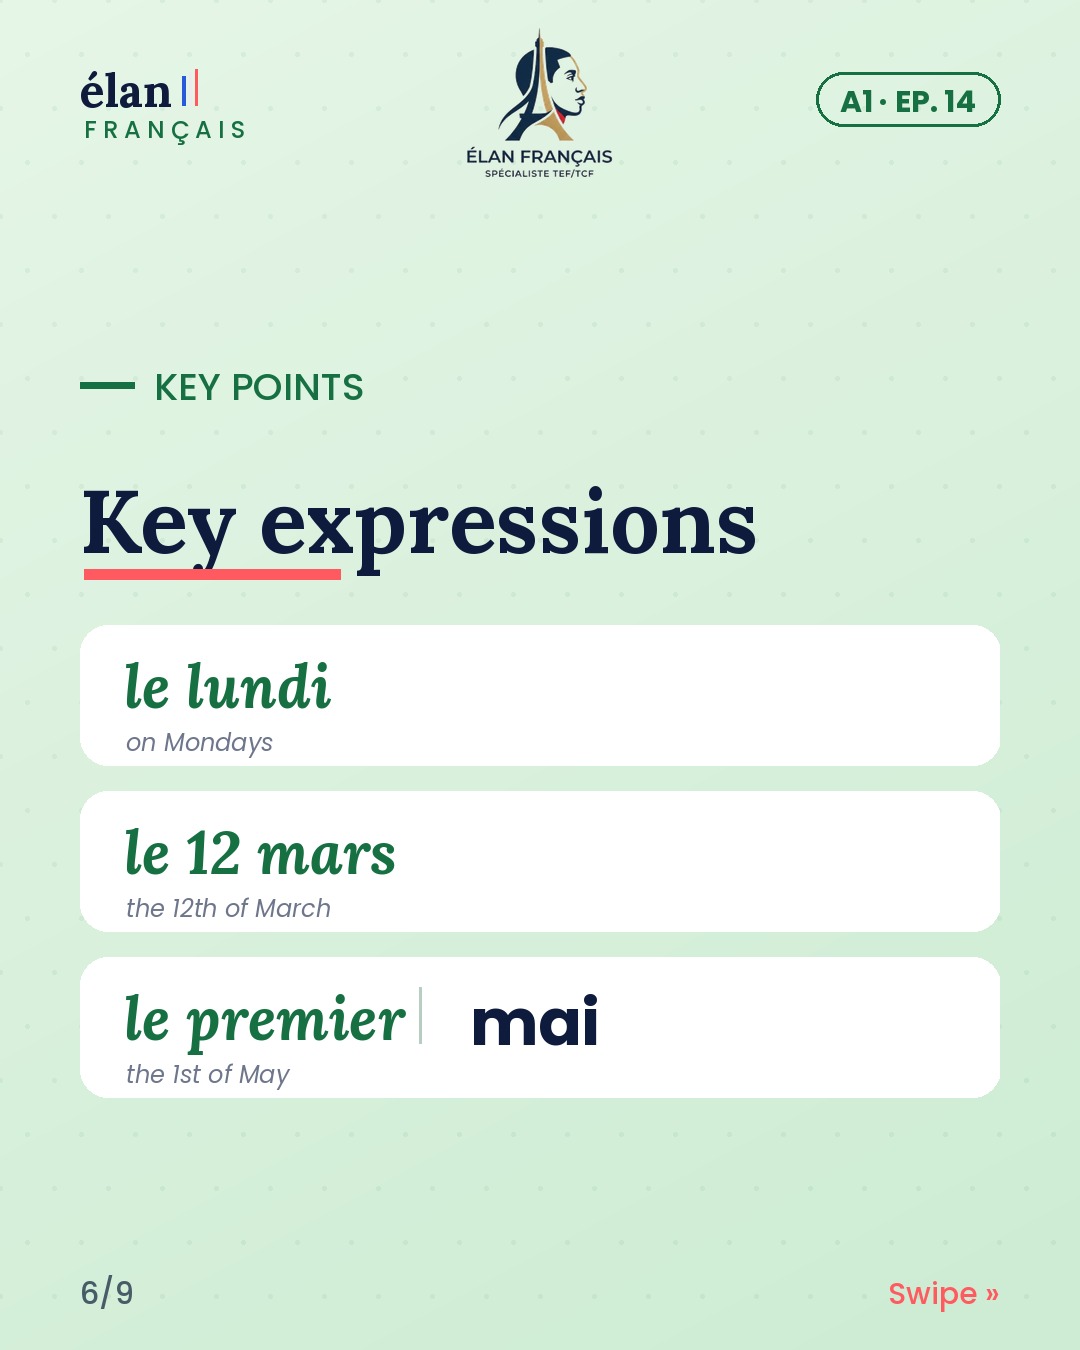 élan
FRANÇAIS
ÉLAN FRANÇAIS
SPÉCIALISTE TEF/TCF
A1 · EP. 14
KEY POINTS
Key expressions
le lundi
on Mondays
le 12 mars
the 12th of March
le premier mai
the 1st of May
6/9
Swipe »